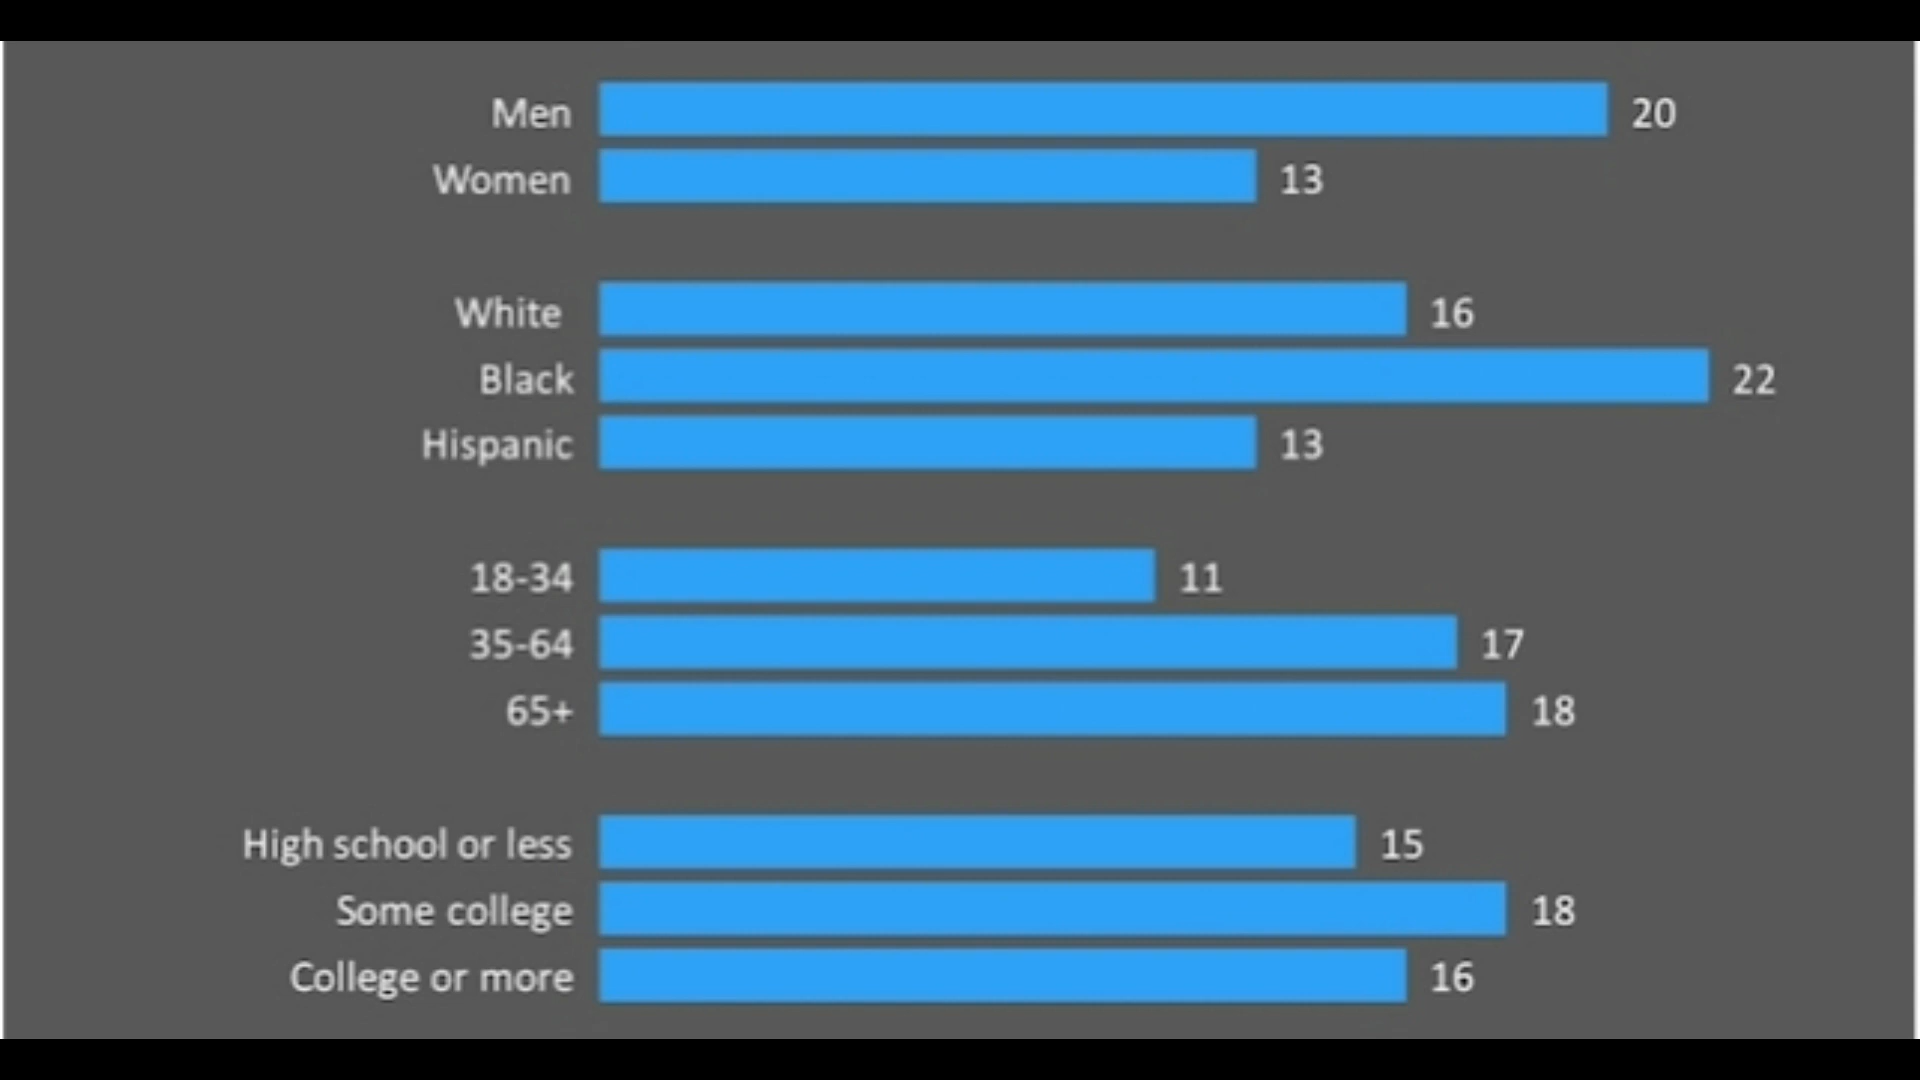 Men 20
Women 13
White 16
Black 22
Hispanic 13
18-34 11
35-64 17
65+ 18
High school or less 15
Some college 18
College or more 16